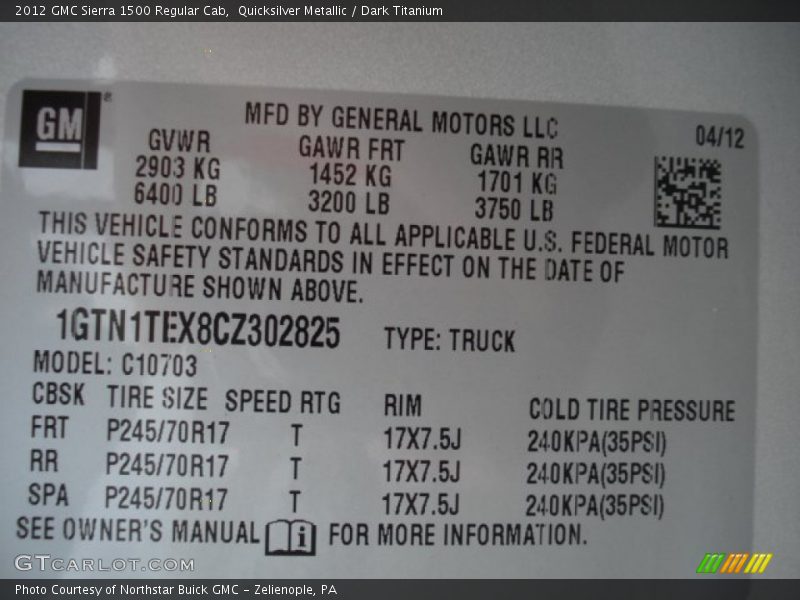 2012 GMC Sierra 1500 Regular Cab,  Quicksilver Metallic / Dark Titanium
GM
MFD BY GENERAL MOTORS LLC
04/12
GVWR GAWR FRT GAWR RR
2903 KG 1452 KG 1701 KG
6400 LB 3200 LB 3750 LB
THIS VEHICLE CONFORMS TO ALL APPLICABLE U.S. FEDERAL MOTOR
VEHICLE SAFETY STANDARDS IN EFFECT ON THE DATE OF
MANUFACTURE SHOWN ABOVE.
1GTN1TEX8CZ302825 TYPE: TRUCK
MODEL: C10703
CBSK TIRE SIZE SPEED RTG RIM COLD TIRE PRESSURE
FRT P245/70R17 T 17X7.5J 240KPA(35PSI)
RR P245/70R17 T 17X7.5J 240KPA(35PSI)
SPA P245/70R17 T 17X7.5J 240KPA(35PSI)
SEE OWNER'S MANUAL i FOR MORE INFORMATION.
GTCARLOT.COM
Photo Courtesy of Northstar Buick GMC - Zelienople, PA